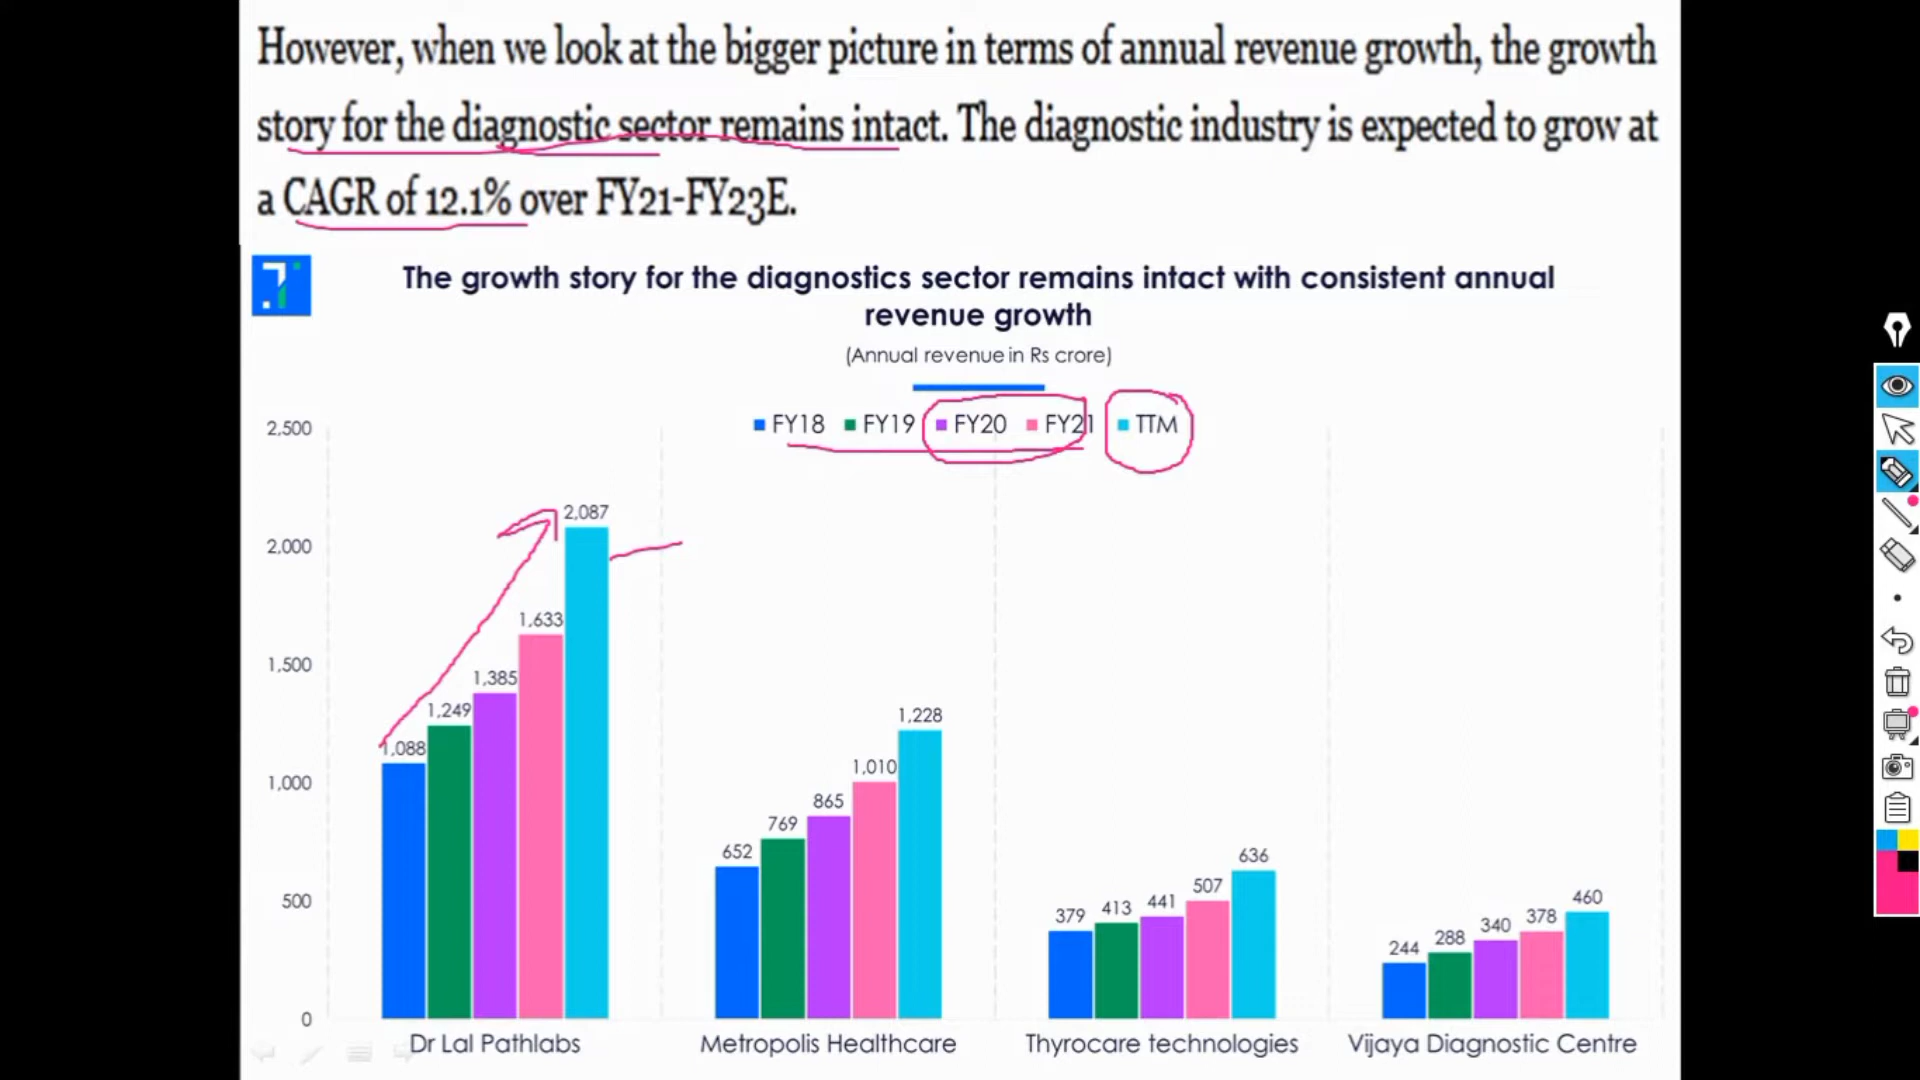 However, when we look at the bigger picture in terms of annual revenue growth, the growth
story for the diagnostic sector remains intact. The diagnostic industry is expected to grow at
a CAGR of 12.1% over FY21-FY23E.
The growth story for the diagnostics sector remains intact with consistent annual
revenue growth
(Annual revenue in Rs crore)
FY18 FY19 FY20 FY21 TTM
2,500
2,000
1,500
1,000
500
0
1,088 1,249 1,385 1,633 2,087
652 769 865 1,010 1,228
379 413 441 507 636
244 288 340 378 460
Dr Lal Pathlabs Metropolis Healthcare Thyrocare technologies Vijaya Diagnostic Centre